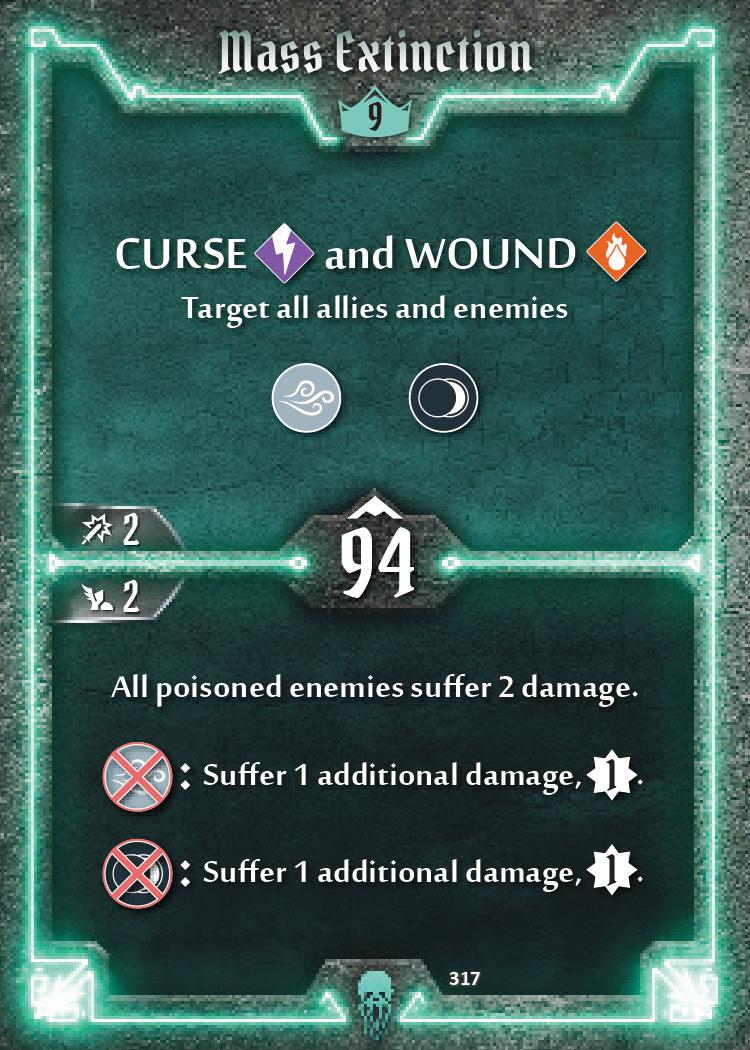 Mass Extinction
9
CURSE and WOUND
Target all allies and enemies
2
94
2
All poisoned enemies suffer 2 damage.
: Suffer 1 additional damage, 1.
: Suffer 1 additional damage, 1.
317